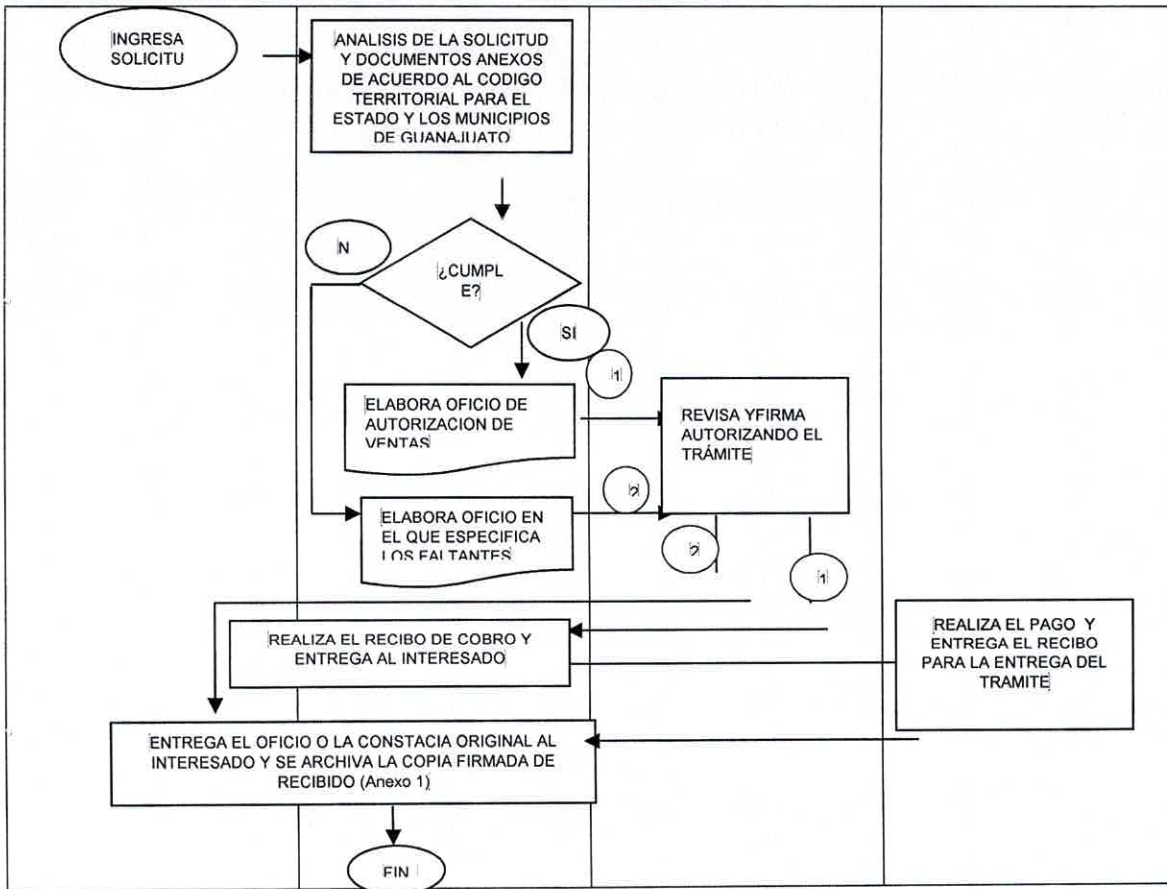 INGRESA
SOLICITU
ANALISIS DE LA SOLICITUD
Y DOCUMENTOS ANEXOS
DE ACUERDO AL CODIGO
TERRITORIAL PARA EL
ESTADO Y LOS MUNICIPIOS
DE GUANAJUATO
N
¿CUMPL
E?
SI
1
ELABORA OFICIO DE
AUTORIZACION DE
VENTAS
REVISA YFIRMA
AUTORIZANDO EL
TRÁMITE
2
ELABORA OFICIO EN
EL QUE ESPECIFICA
LOS FALTANTES
2
1
REALIZA EL RECIBO DE COBRO Y
ENTREGA AL INTERESADO
REALIZA EL PAGO Y
ENTREGA EL RECIBO
PARA LA ENTREGA DEL
TRAMITE
ENTREGA EL OFICIO O LA CONSTACIA ORIGINAL AL
INTERESADO Y SE ARCHIVA LA COPIA FIRMADA DE
RECIBIDO (Anexo 1)
FIN